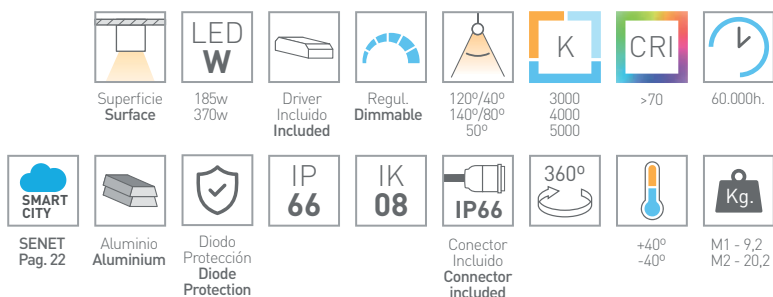 LED
W
K
CRI
Superficie
Surface
185w
370w
Driver
Incluido
Included
Regul.
Dimmable
120º/40º
140º/80º
50º
3000
4000
5000
>70
60.000h.
SMART
CITY
IP
66
IK
08
IP66
360º
Kg.
SENET
Pag. 22
Aluminio
Aluminium
Diodo
Protección
Diode
Protection
Conector
Incluido
Connector
included
+40º
-40º
M1 - 9,2
M2 - 20,2